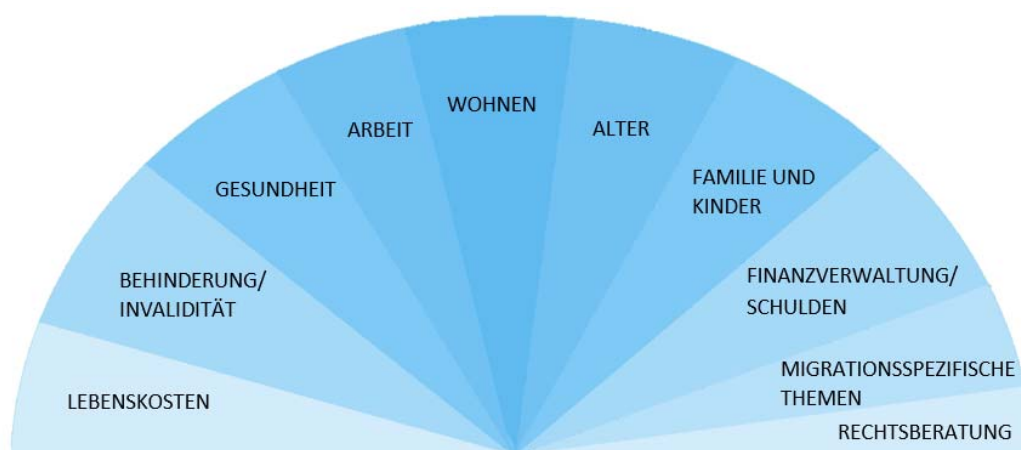 LEBENSKOSTEN
BEHINDERUNG/
INVALIDITÄT
GESUNDHEIT
ARBEIT
WOHNEN
ALTER
FAMILIE UND
KINDER
FINANZVERWALTUNG/
SCHULDEN
MIGRATIONSSPEZIFISCHE
THEMEN
RECHTSBERATUNG